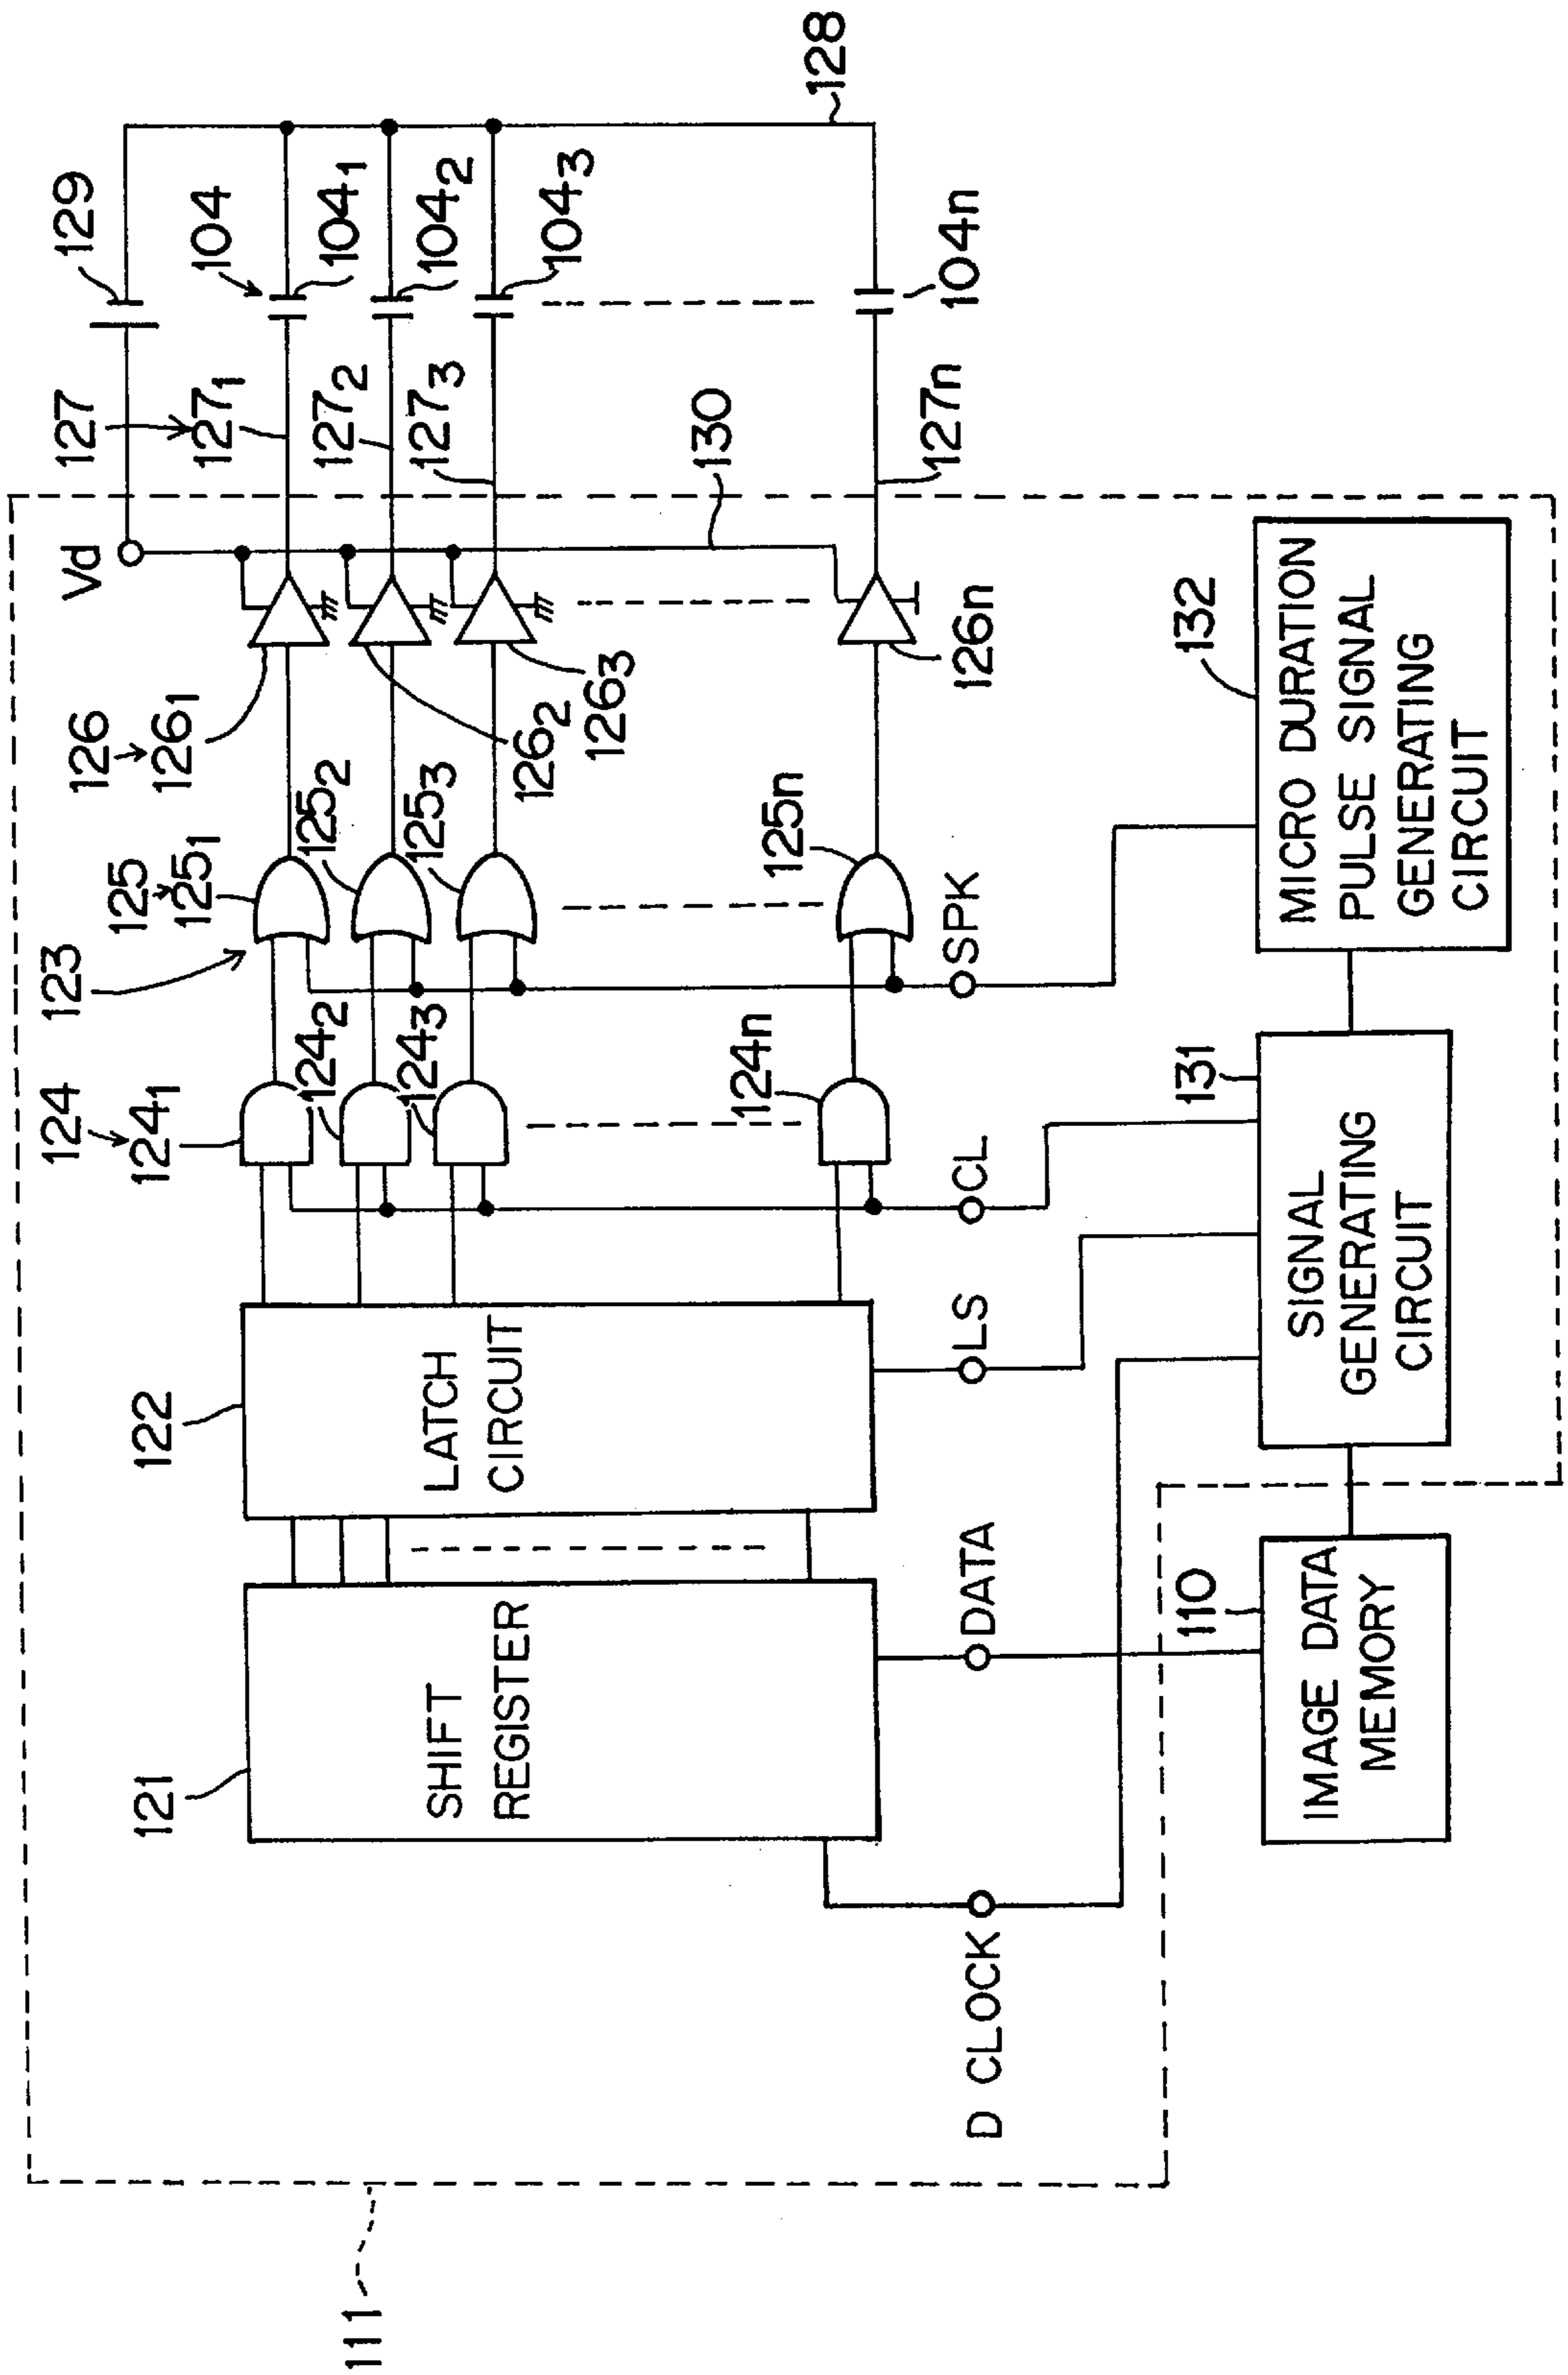 111
121
SHIFT
REGISTER
122
LATCH
CIRCUIT
124
124₁
124₂
124₃
124n
123
125
125₁
125₂
125₃
125n
126
126₁
126₂
126₃
126n
Vd
127
127₁
127₂
127₃
127n
130
129
104
104₁
104₂
104₃
104n
128
D CLOCK
DATA
LS
CL
SPK
110
IMAGE DATA
MEMORY
131
SIGNAL
GENERATING
CIRCUIT
132
MICRO DURATION
PULSE SIGNAL
GENERATING
CIRCUIT